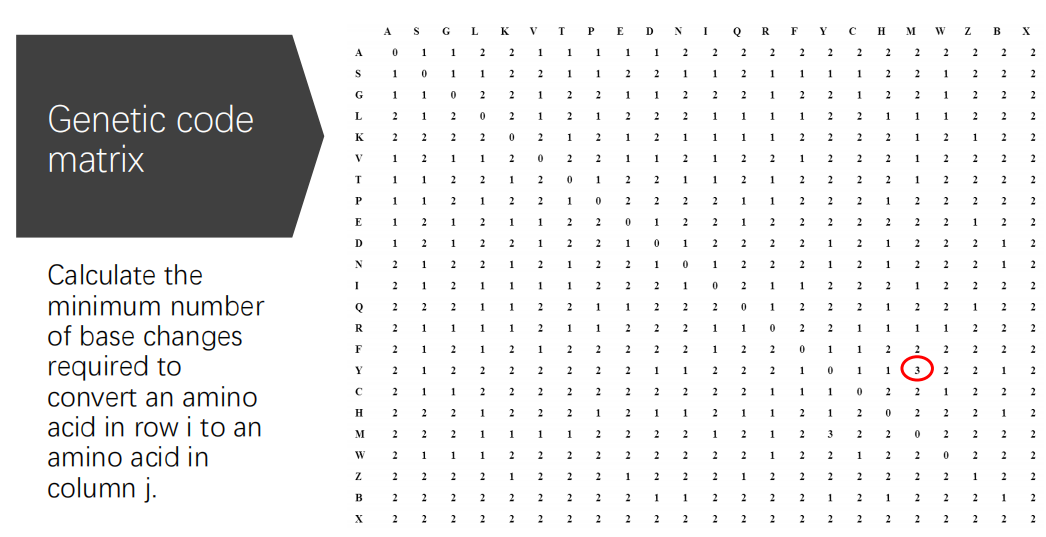 Genetic code
matrix
Calculate the
minimum number
of base changes
required to
convert an amino
acid in row i to an
amino acid in
column j.
A S G L K V T P E D N I Q R F Y C H M W Z B X
A 0 1 1 2 2 1 1 1 1 1 2 2 2 2 2 2 2 2 2 2 2 2 2
S 1 0 1 1 2 2 1 1 2 2 1 1 2 1 1 1 1 2 2 1 2 2 2
G 1 1 0 2 2 1 2 2 1 1 2 2 2 1 2 2 1 2 2 1 2 2 2
L 2 1 2 0 2 1 2 1 2 2 2 1 1 1 1 2 2 1 1 1 2 2 2
K 2 2 2 2 0 2 1 2 1 2 1 1 1 1 2 2 2 2 1 2 1 2 2
V 1 2 1 1 2 0 2 2 1 1 2 1 2 2 1 2 2 2 1 2 2 2 2
T 1 1 2 2 1 2 0 1 2 2 1 1 2 1 2 2 2 2 1 2 2 2 2
P 1 1 2 1 2 2 1 0 2 2 2 2 1 1 2 2 2 1 2 2 2 2 2
E 1 2 1 2 1 1 2 2 0 1 2 2 1 2 2 2 2 2 2 2 1 2 2
D 1 2 1 2 2 1 2 2 1 0 1 2 2 2 2 1 2 1 2 2 2 1 2
N 2 1 2 2 1 2 1 2 2 1 0 1 2 2 2 1 2 1 2 2 2 1 2
I 2 1 2 1 1 1 1 2 2 2 1 0 2 1 1 2 2 2 1 2 2 2 2
Q 2 2 2 1 1 2 2 1 1 2 2 2 0 1 2 2 2 1 2 2 1 2 2
R 2 1 1 1 1 2 1 1 2 2 2 1 1 0 2 2 1 1 1 1 2 2 2
F 2 1 2 1 2 1 2 2 2 2 2 1 2 2 0 1 1 2 2 2 2 2 2
Y 2 1 2 2 2 2 2 2 2 1 1 2 2 2 1 0 1 1 3 2 2 1 2
C 2 1 1 2 2 2 2 2 2 2 2 2 2 1 1 1 0 2 2 1 2 2 2
H 2 2 2 1 2 2 2 1 2 1 1 2 1 1 2 1 2 0 2 2 2 1 2
M 2 2 2 1 1 1 1 2 2 2 2 1 2 1 2 3 2 2 0 2 2 2 2
W 2 1 1 1 2 2 2 2 2 2 2 2 2 1 2 2 1 2 2 0 2 2 2
Z 2 2 2 2 1 2 2 2 1 2 2 2 1 2 2 2 2 2 2 2 1 2 2
B 2 2 2 2 2 2 2 2 2 1 1 2 2 2 2 1 2 1 2 2 2 1 2
X 2 2 2 2 2 2 2 2 2 2 2 2 2 2 2 2 2 2 2 2 2 2 2